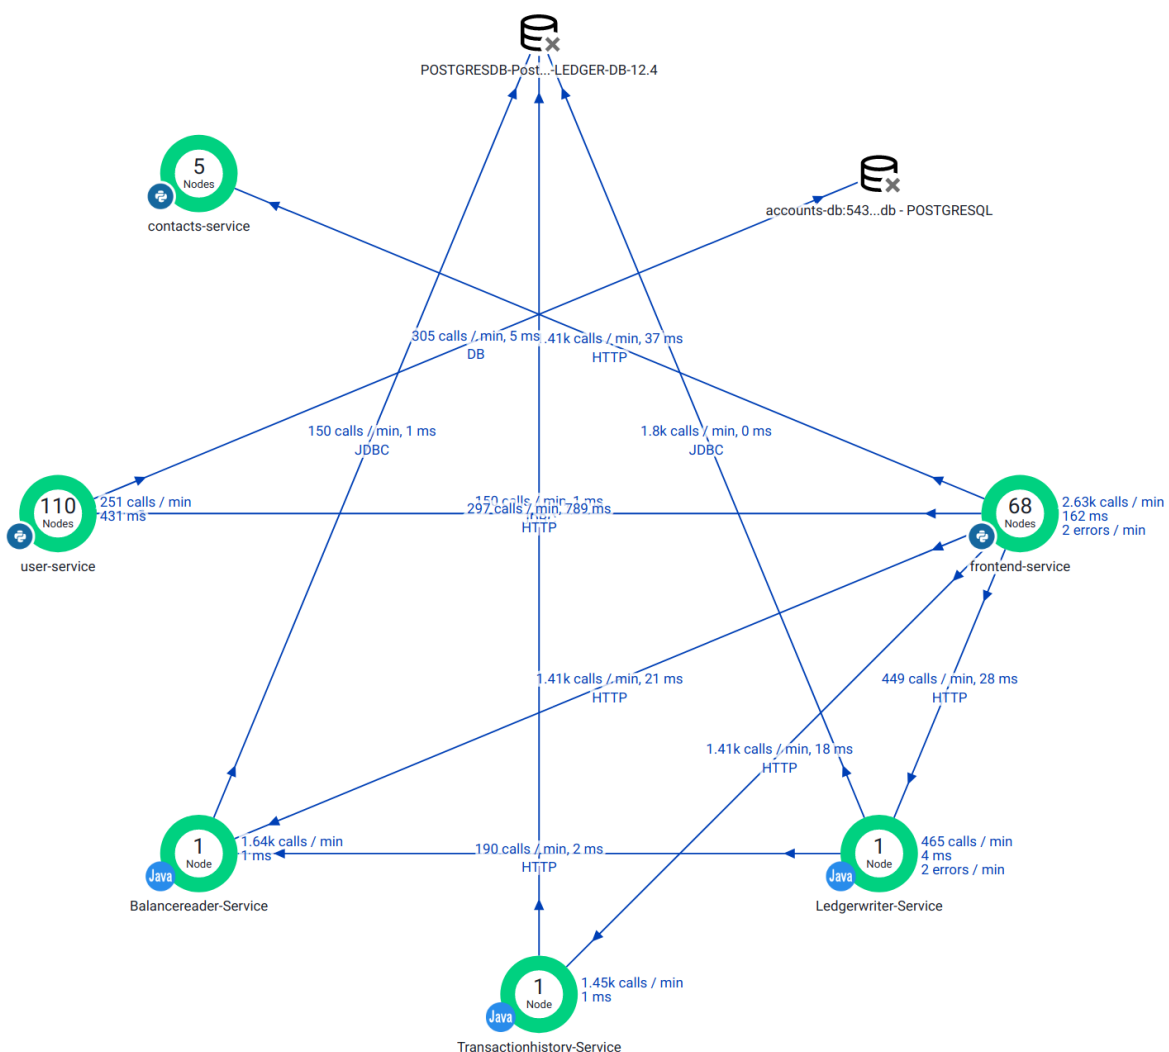 POSTGRESDB-Post...-LEDGER-DB-12.4
5
Nodes
contacts-service
accounts-db:543...db - POSTGRESQL
305 calls / min, 5 ms
DB
.41k calls / min, 37 ms
HTTP
150 calls / min, 1 ms
JDBC
1.8k calls / min, 0 ms
JDBC
110
Nodes
251 calls / min
431 ms
user-service
150 calls / min, 1 ms
297 calls / min, 789 ms
HTTP
68
Nodes
2.63k calls / min
162 ms
2 errors / min
frontend-service
1.41k calls / min, 21 ms
HTTP
449 calls / min, 28 ms
HTTP
1.41k calls / min, 18 ms
HTTP
1
Node
Java
1.64k calls / min
1 ms
Balancereader-Service
190 calls / min, 2 ms
HTTP
1
Node
Java
465 calls / min
4 ms
2 errors / min
Ledgerwriter-Service
1
Node
Java
1.45k calls / min
1 ms
Transactionhistory-Service